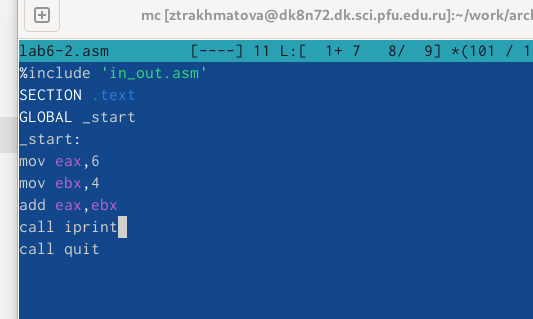 mc [ztrakhmatova@dk8n72.dk.sci.pfu.edu.ru]:~/work/arc
lab6-2.asm [----] 11 L:[ 1+ 7 8/ 9] *(101 / 1
%include 'in_out.asm'
SECTION .text
GLOBAL _start
_start:
mov eax,6
mov ebx,4
add eax,ebx
call iprint
call quit